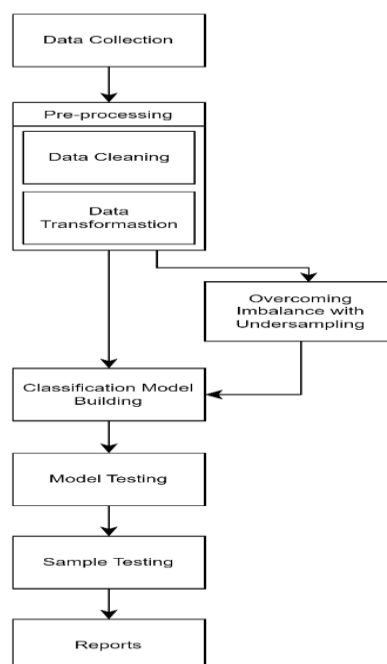 Data Collection
Pre-processing
Data Cleaning
Data
Transformastion
Overcoming
Imbalance with
Undersampling
Classification Model
Building
Model Testing
Sample Testing
Reports